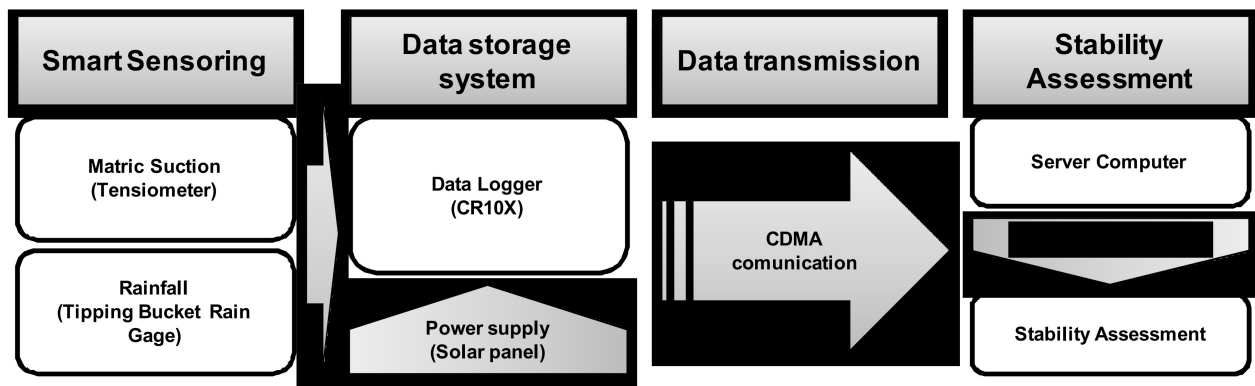 Smart Sensoring
Matric Suction
(Tensiometer)
Rainfall
(Tipping Bucket Rain
Gage)
Data storage
system
Data Logger
(CR10X)
Power supply
(Solar panel)
Data transmission
CDMA
comunication
Stability
Assessment
Server Computer
Stability Assessment